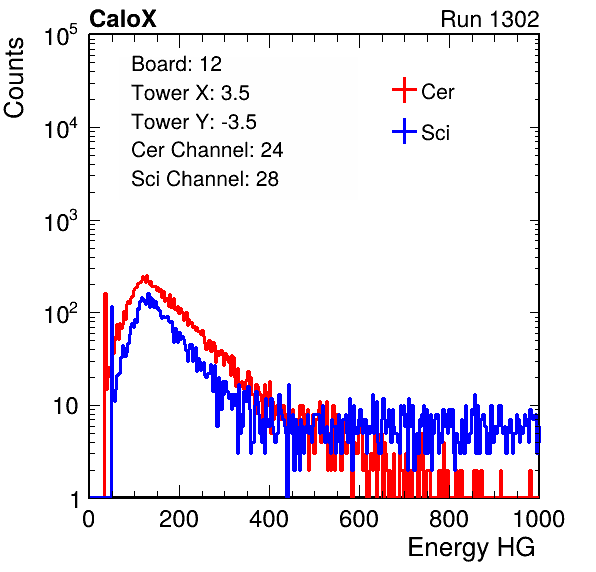 CaloX Run 1302
Counts
Board: 12
Tower X: 3.5
Tower Y: -3.5
Cer Channel: 24
Sci Channel: 28
Cer
Sci
10^5
10^4
10^3
10^2
10
1
0 200 400 600 800 1000
Energy HG